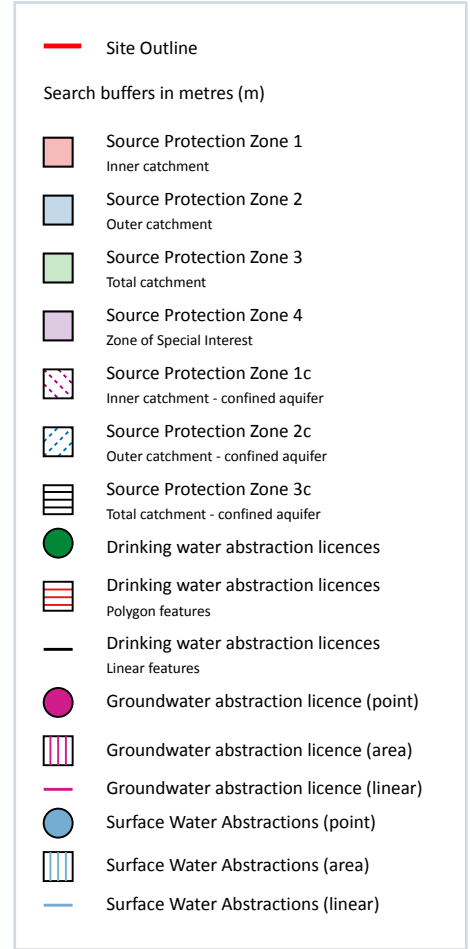 Site Outline
Search buffers in metres (m)
Source Protection Zone 1
Inner catchment
Source Protection Zone 2
Outer catchment
Source Protection Zone 3
Total catchment
Source Protection Zone 4
Zone of Special Interest
Source Protection Zone 1c
Inner catchment - confined aquifer
Source Protection Zone 2c
Outer catchment - confined aquifer
Source Protection Zone 3c
Total catchment - confined aquifer
Drinking water abstraction licences
Drinking water abstraction licences
Polygon features
Drinking water abstraction licences
Linear features
Groundwater abstraction licence (point)
Groundwater abstraction licence (area)
Groundwater abstraction licence (linear)
Surface Water Abstractions (point)
Surface Water Abstractions (area)
Surface Water Abstractions (linear)